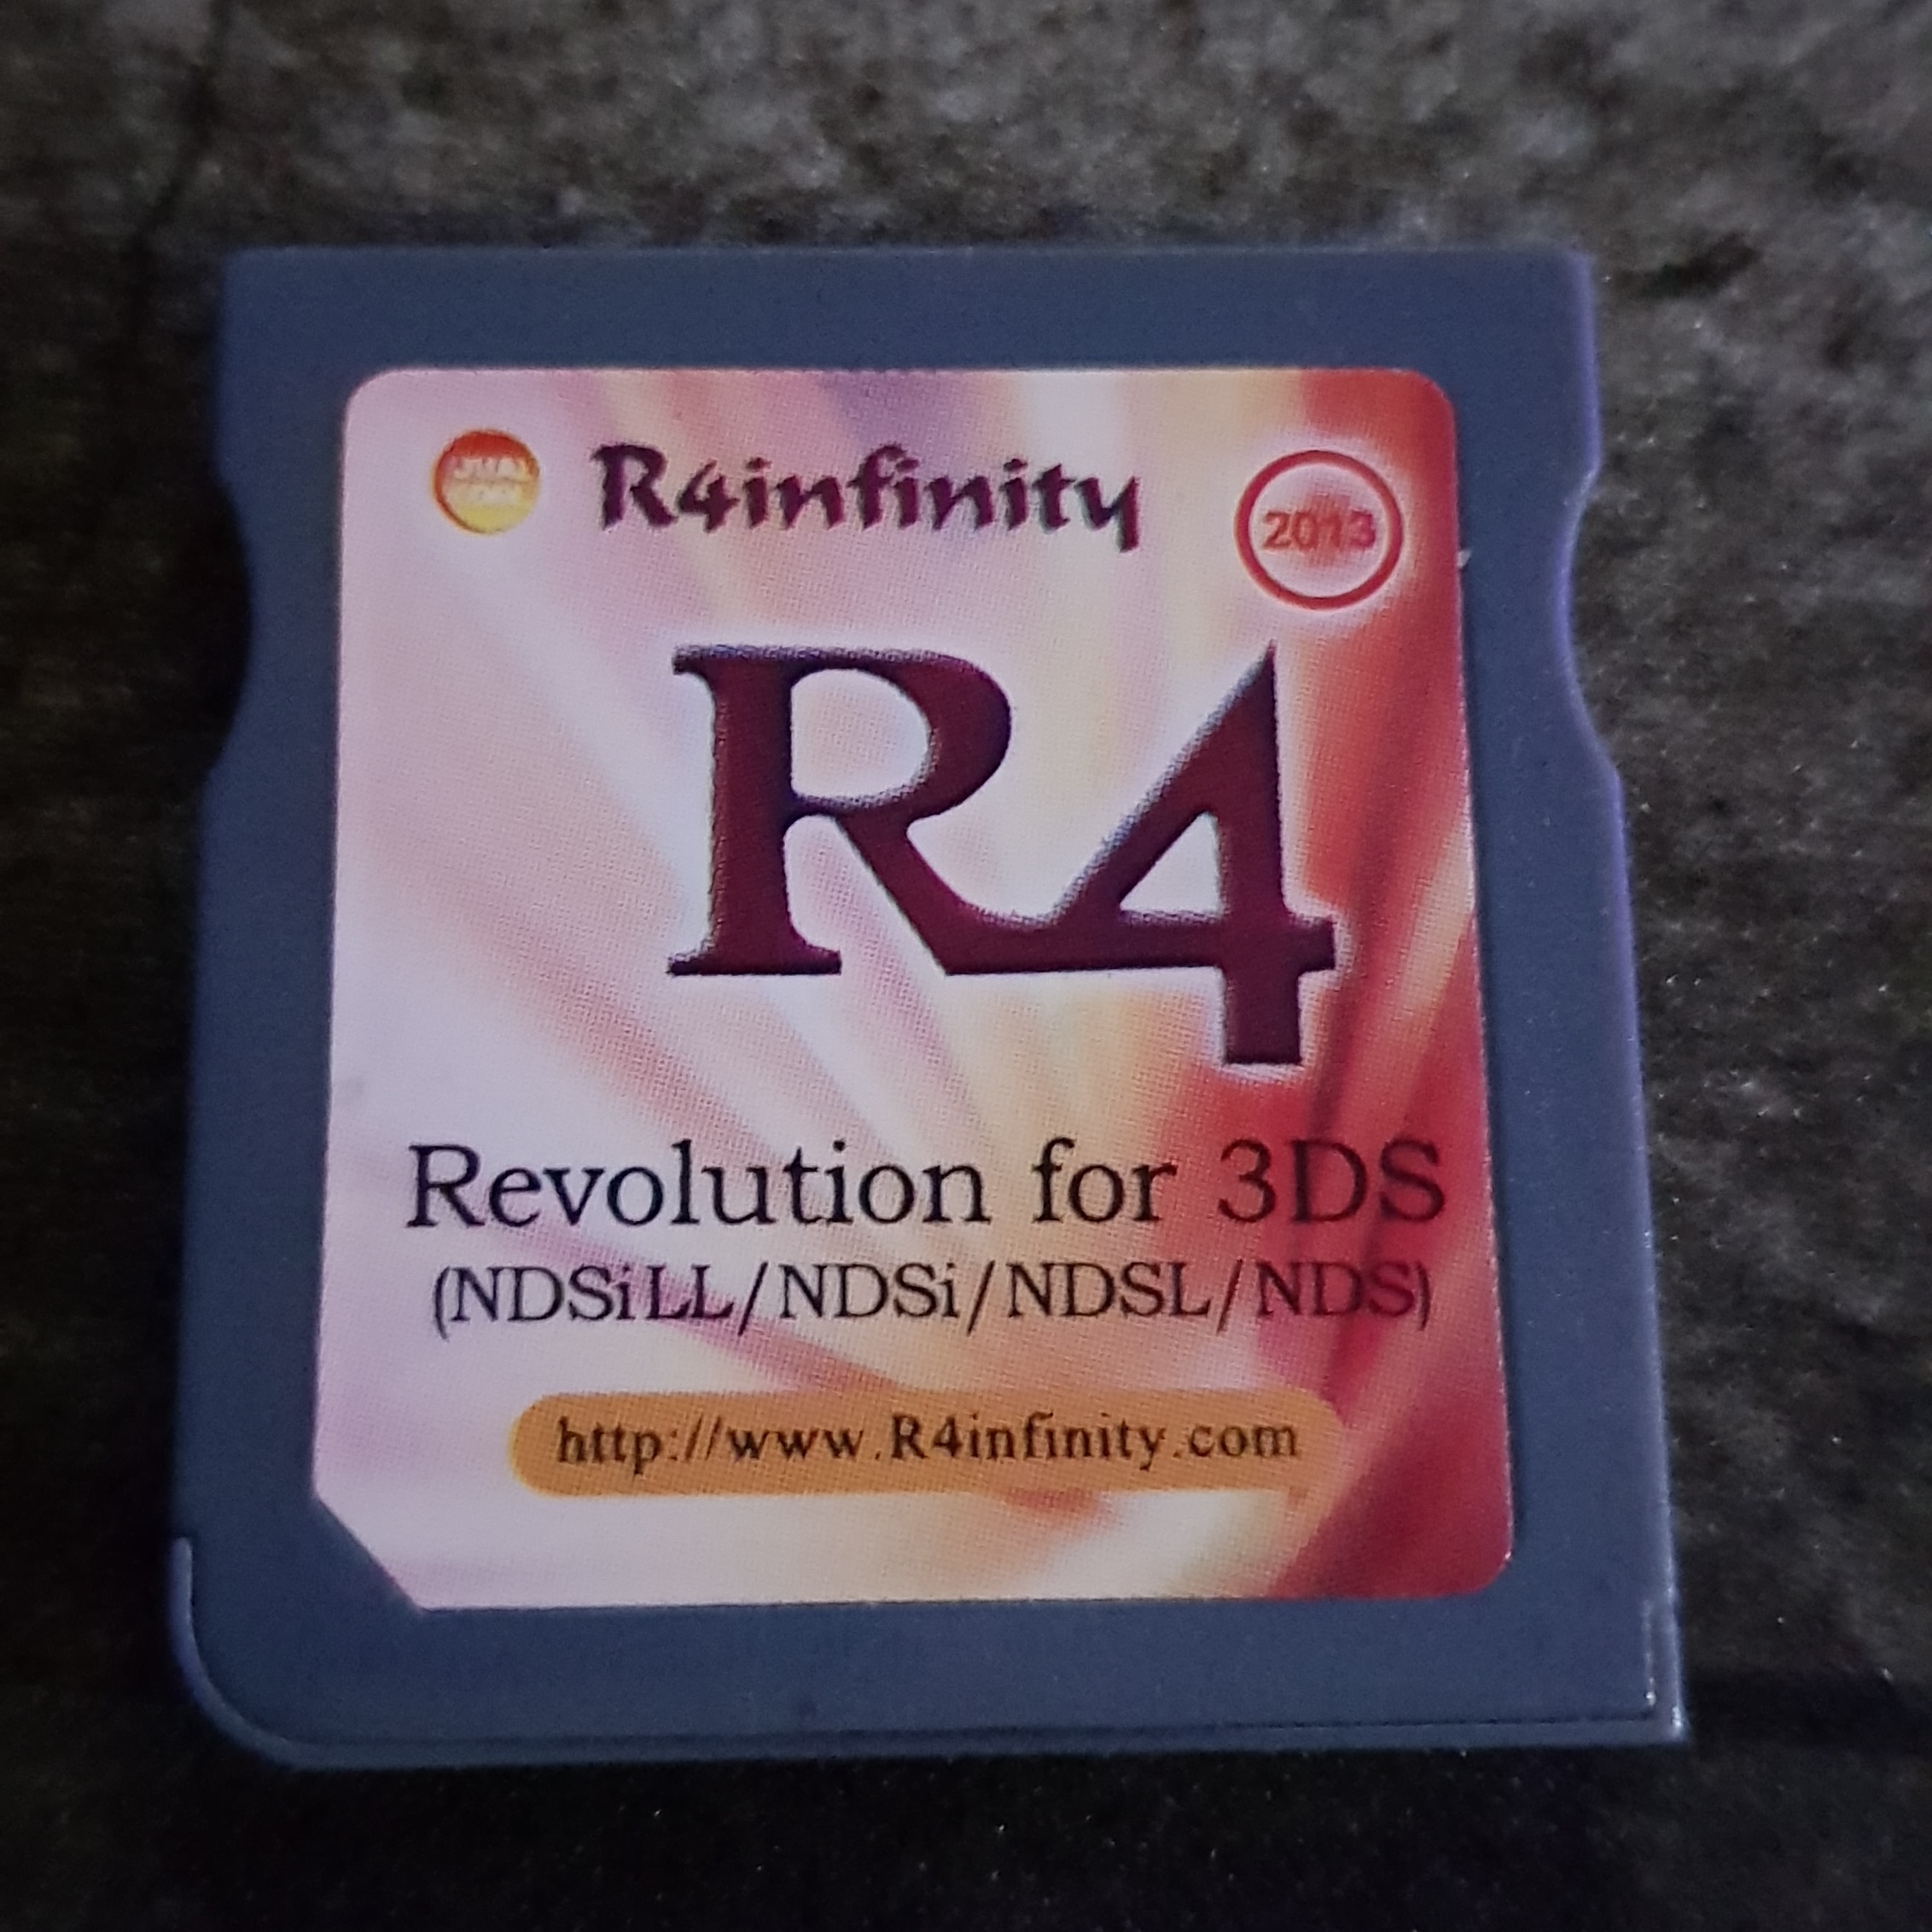 R4infinity
2013
R4
Revolution for 3DS
(NDSiLL/NDSi/NDSL/NDS)
http://www.R4infinity.com